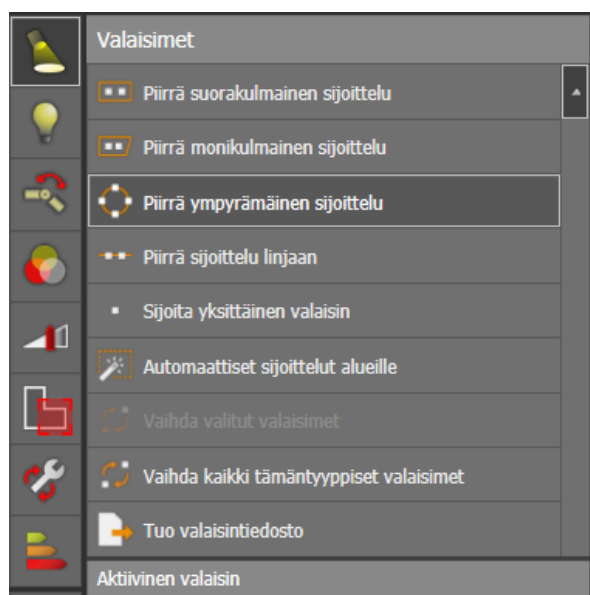 Valaisimet
Piirrä suorakulmainen sijoittelu
Piirrä monikulmainen sijoittelu
Piirrä ympyrämäinen sijoittelu
Piirrä sijoittelu linjaan
Sijoita yksittäinen valaisin
Automaattiset sijoittelut alueille
Vaihda valitut valaisimet
Vaihda kaikki tämäntyyppiset valaisimet
Tuo valaisintiedosto
Aktiivinen valaisin